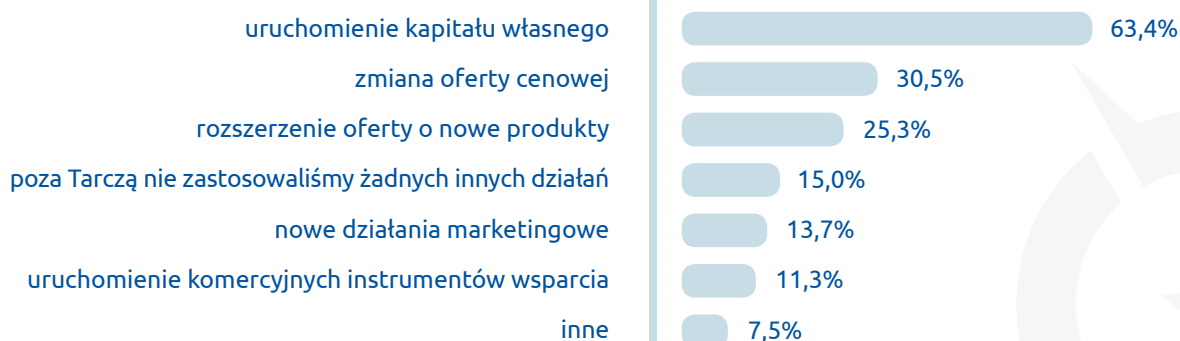 uruchomienie kapitału własnego 63,4%
zmiana oferty cenowej 30,5%
rozszerzenie oferty o nowe produkty 25,3%
poza Tarczą nie zastosowaliśmy żadnych innych działań 15,0%
nowe działania marketingowe 13,7%
uruchomienie komercyjnych instrumentów wsparcia 11,3%
inne 7,5%